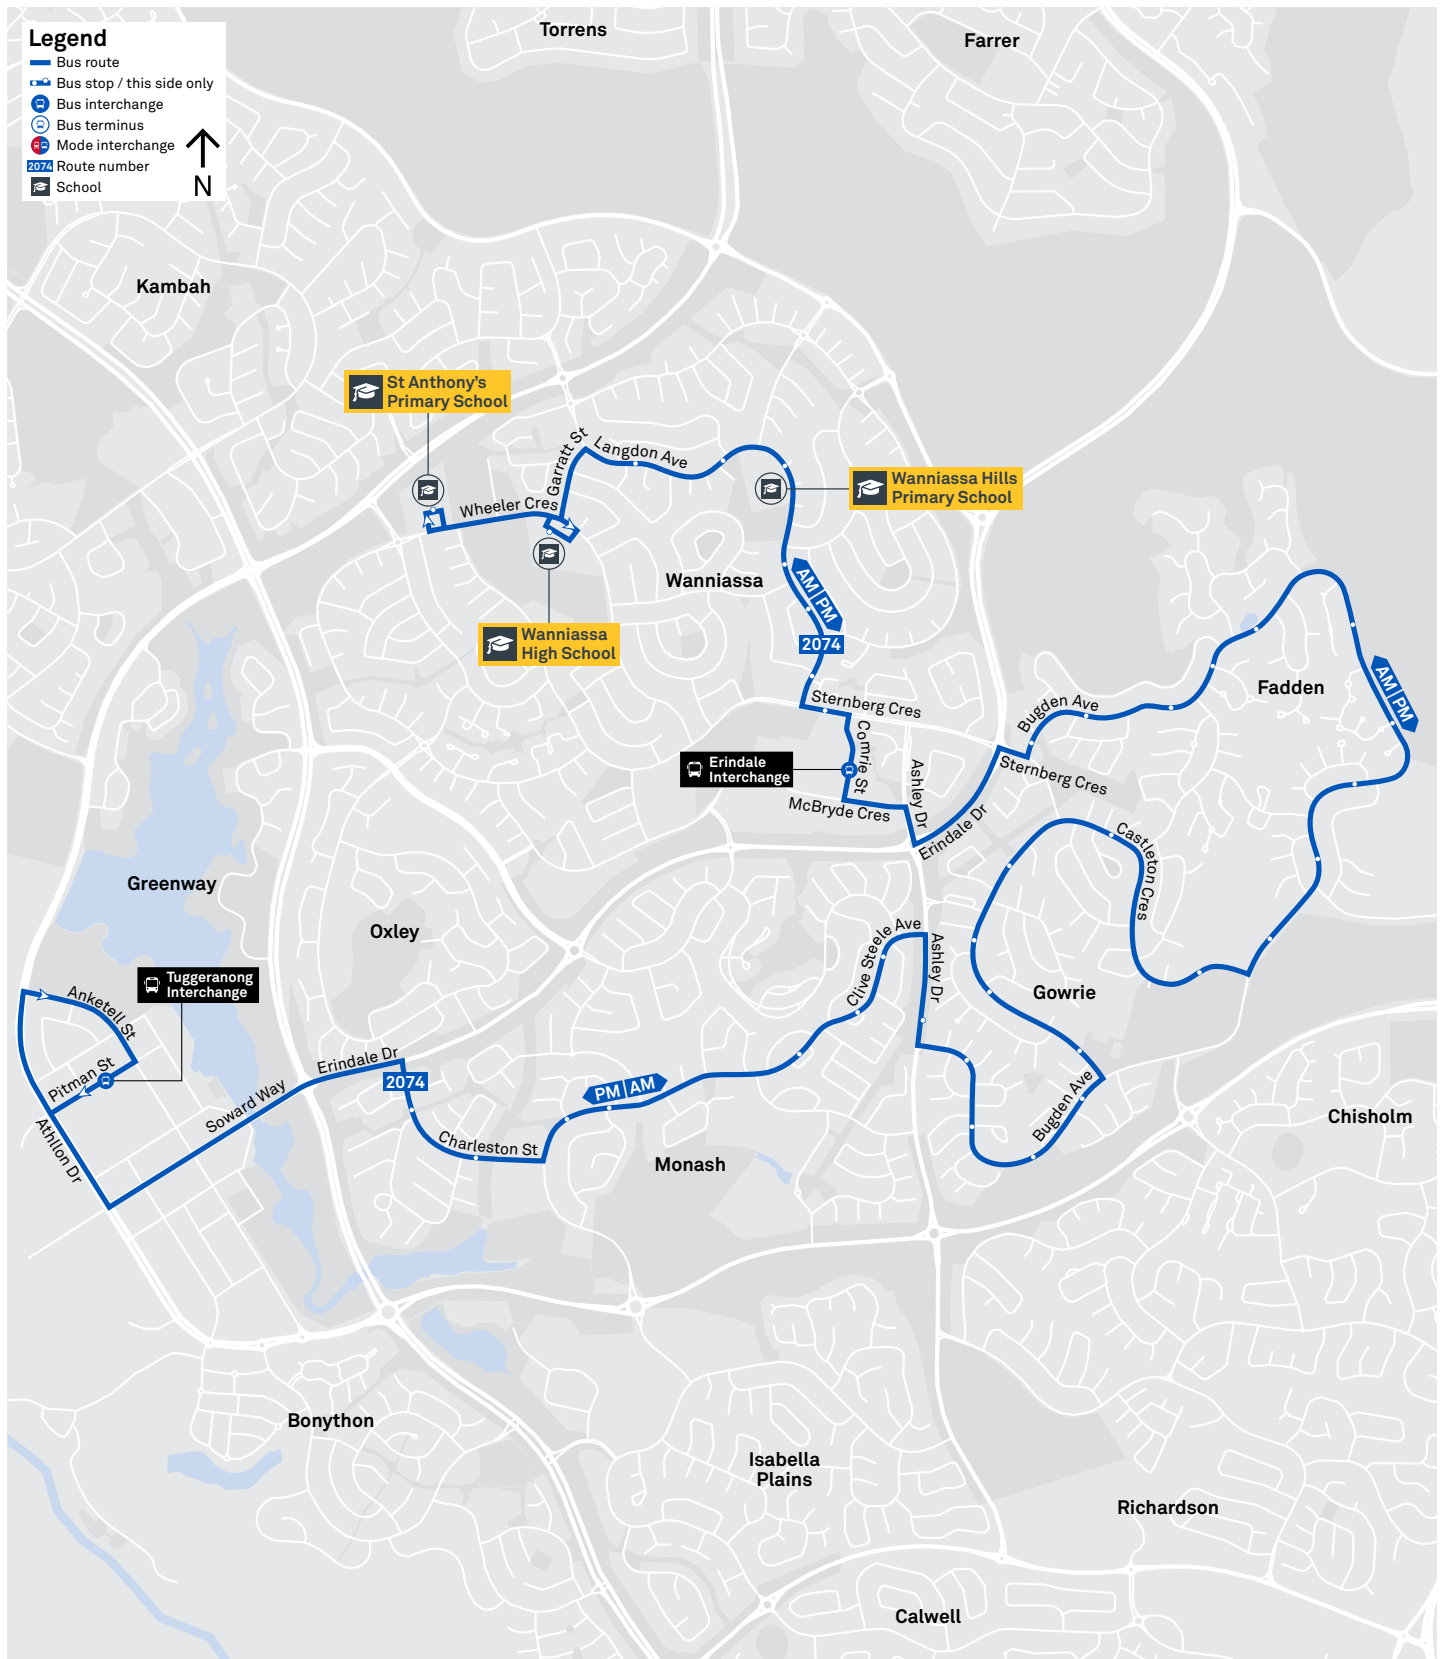 Legend
Bus route
Bus stop / this side only
Bus interchange
Bus terminus
Mode interchange
2074 Route number
School
N
Torrens
Farrer
Kambah
St Anthony's
Primary School
Garratt St
Langdon Ave
Wheeler Cres
Wanniassa Hills
Primary School
Wanniassa
AM | PM
2074
Wanniassa
High School
Sternberg Cres
Comrie St
Erindale
Interchange
McBryde Cres
Ashley Dr
Erindale Dr
Bugden Ave
Sternberg Cres
Fadden
AM | PM
Castleton Cres
Greenway
Oxley
Clive Steele Ave
Ashley Dr
Gowrie
Tuggeranong
Interchange
Anketell St
Pitman St
Athllon Dr
Soward Way
Erindale Dr
2074
PM | AM
Charleston St
Bugden Ave
Monash
Chisholm
Bonython
Isabella
Plains
Richardson
Calwell